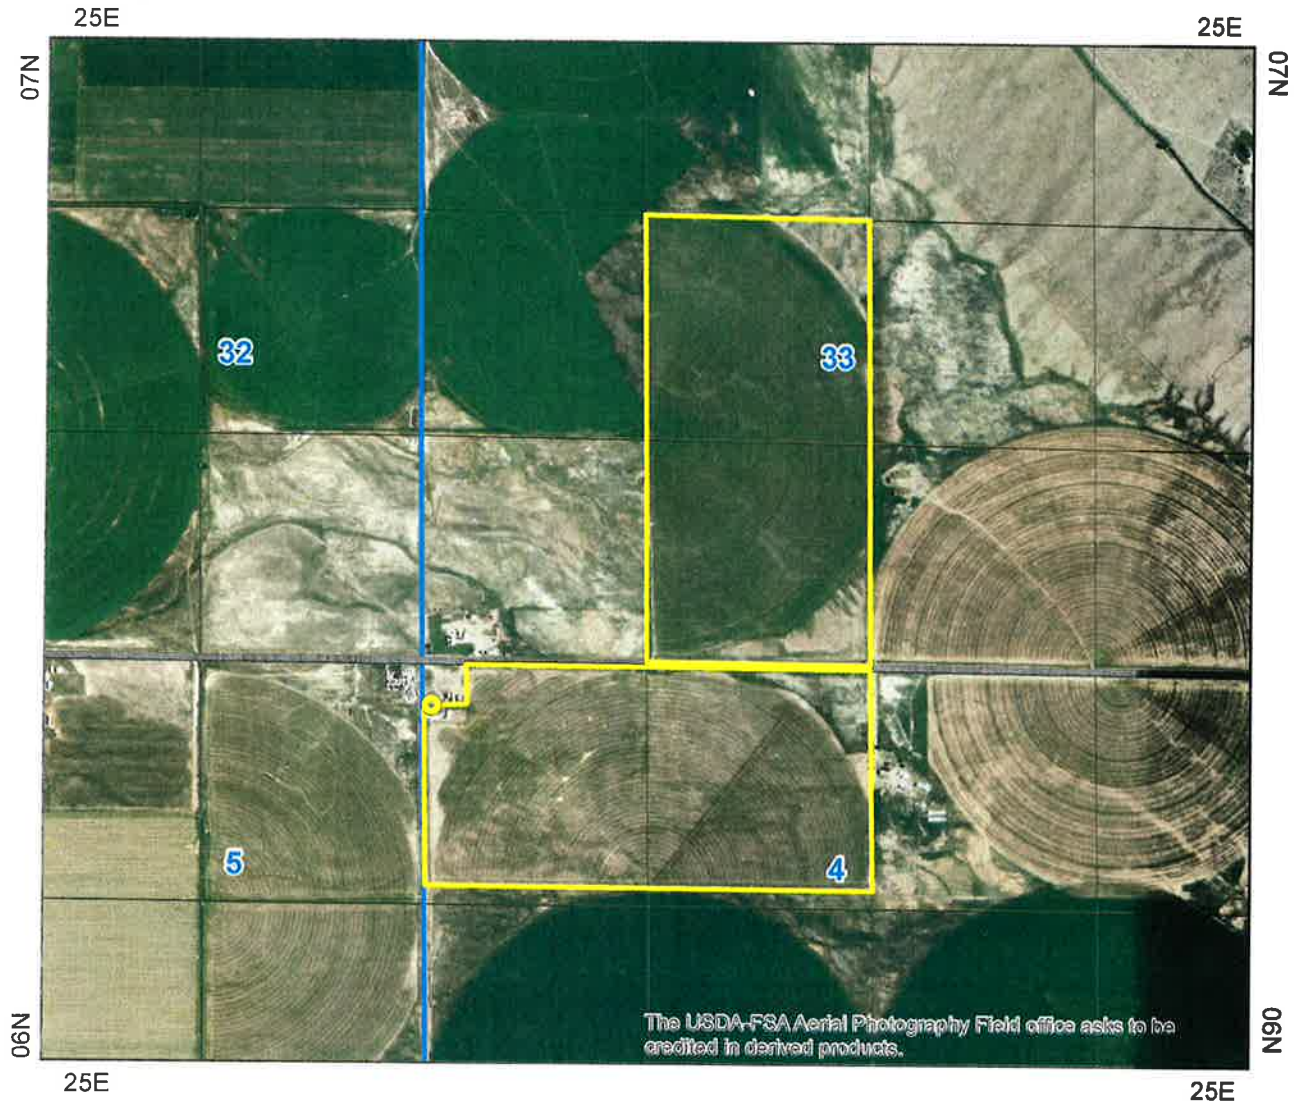 25E
25E
07N
07N
32
33
5
4
The USDA-FSA Aerial Photography Field office asks to be
credited in derived products.
06N
06N
25E
25E